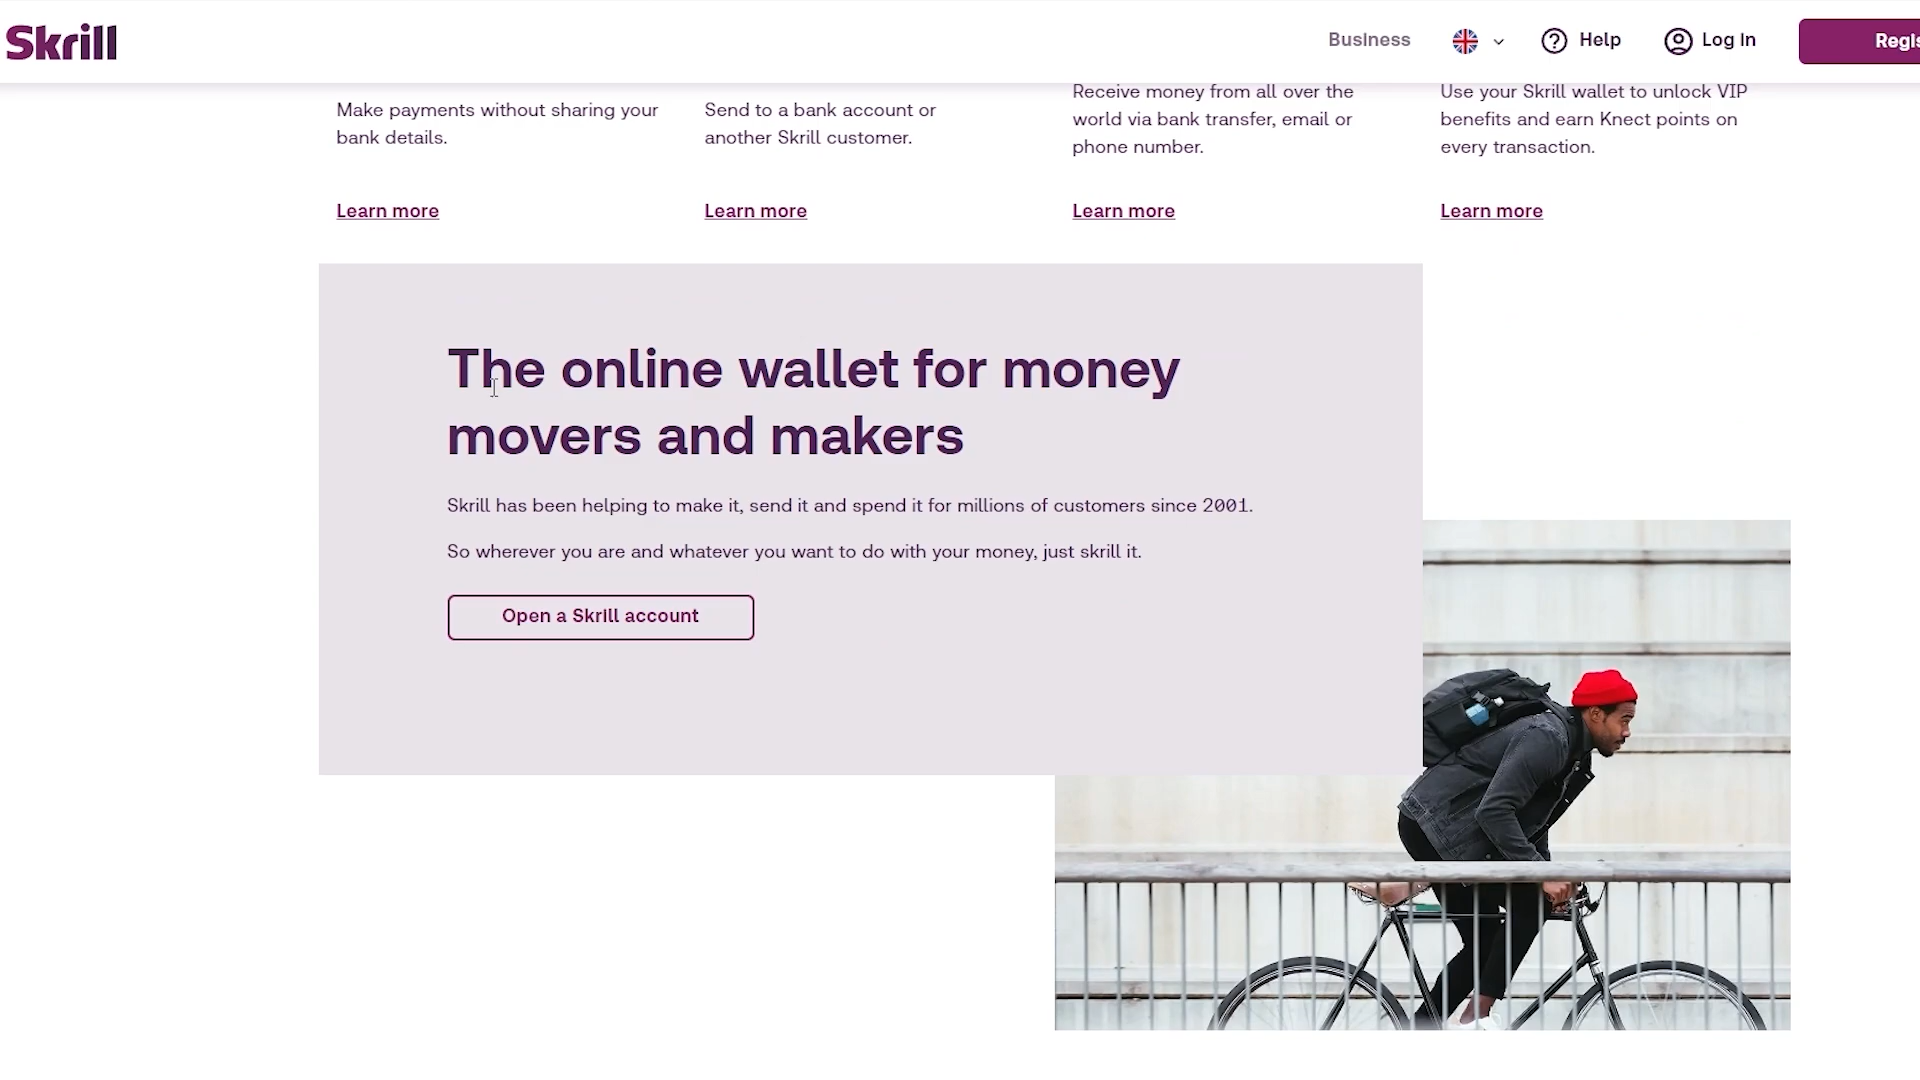 Skrill
Business
Help
Log In
Make payments without sharing your
bank details.
Learn more
Send to a bank account or
another Skrill customer.
Learn more
Receive money from all over the
world via bank transfer, email or
phone number.
Learn more
Use your Skrill wallet to unlock VIP
benefits and earn Knect points on
every transaction.
Learn more
The online wallet for money
movers and makers
Skrill has been helping to make it, send it and spend it for millions of customers since 2001.
So wherever you are and whatever you want to do with your money, just skrill it.
Open a Skrill account